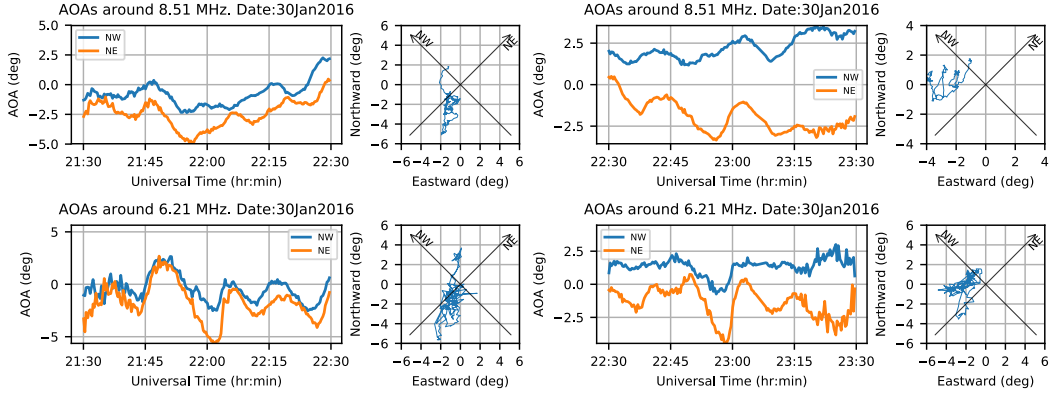 AOAs around 8.51 MHz. Date:30Jan2016
AOA (deg)
5.0
2.5
0.0
−2.5
−5.0
NW
NE
21:30 21:45 22:00 22:15 22:30
Universal Time (hr:min)
Northward (deg)
6
4
2
0
−2
−4
−6
NW
NE
−6 −4 −2 0 2 4 6
Eastward (deg)
AOAs around 8.51 MHz. Date:30Jan2016
AOA (deg)
2.5
0.0
−2.5
NW
NE
22:30 22:45 23:00 23:15 23:30
Universal Time (hr:min)
Northward (deg)
4
2
0
−2
−4
NW
NE
−4 −2 0 2 4
Eastward (deg)
AOAs around 6.21 MHz. Date:30Jan2016
AOA (deg)
5
0
−5
NW
NE
21:30 21:45 22:00 22:15 22:30
Universal Time (hr:min)
Northward (deg)
6
4
2
0
−2
−4
−6
NW
NE
−6 −4 −2 0 2 4 6
Eastward (deg)
AOAs around 6.21 MHz. Date:30Jan2016
AOA (deg)
2.5
0.0
−2.5
NW
NE
22:30 22:45 23:00 23:15 23:30
Universal Time (hr:min)
Northward (deg)
6
4
2
0
−2
−4
−6
NW
NE
−6 −4 −2 0 2 4 6
Eastward (deg)